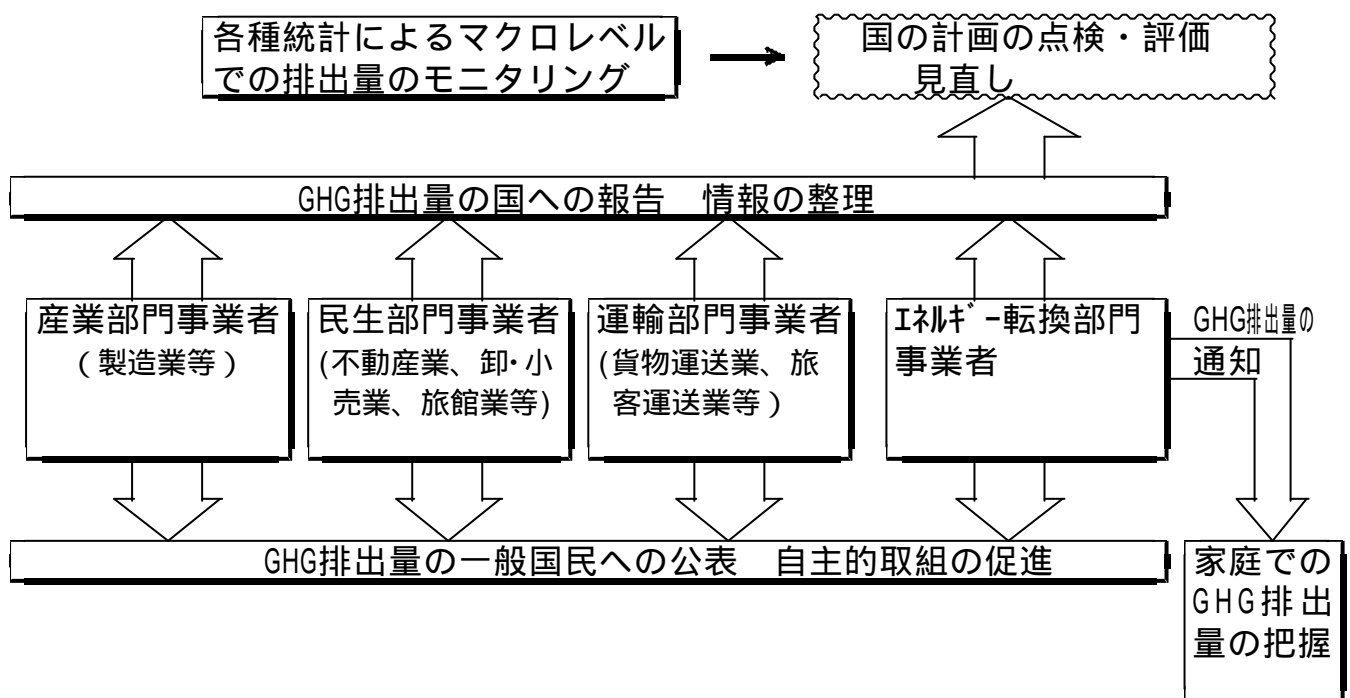 各種統計によるマクロレベル
での排出量のモニタリング
国の計画の点検・評価
見直し
GHG排出量の国への報告　情報の整理
産業部門事業者
(製造業等)
民生部門事業者
(不動産業、卸・小
売業、旅館業等)
運輸部門事業者
(貨物運送業、旅
客運送業等)
ｴﾈﾙｷﾞｰ転換部門
事業者
GHG排出量の
通知
GHG排出量の一般国民への公表　自主的取組の促進
家庭での
GHG排出
量の把握